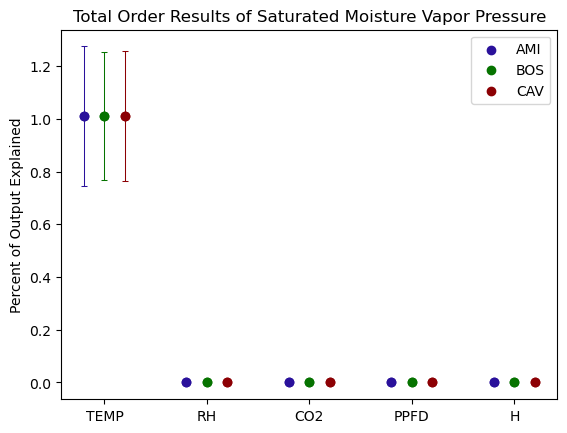 Total Order Results of Saturated Moisture Vapor Pressure
AMI
BOS
CAV
Percent of Output Explained
1.2
1.0
0.8
0.6
0.4
0.2
0.0
TEMP RH CO2 PPFD H